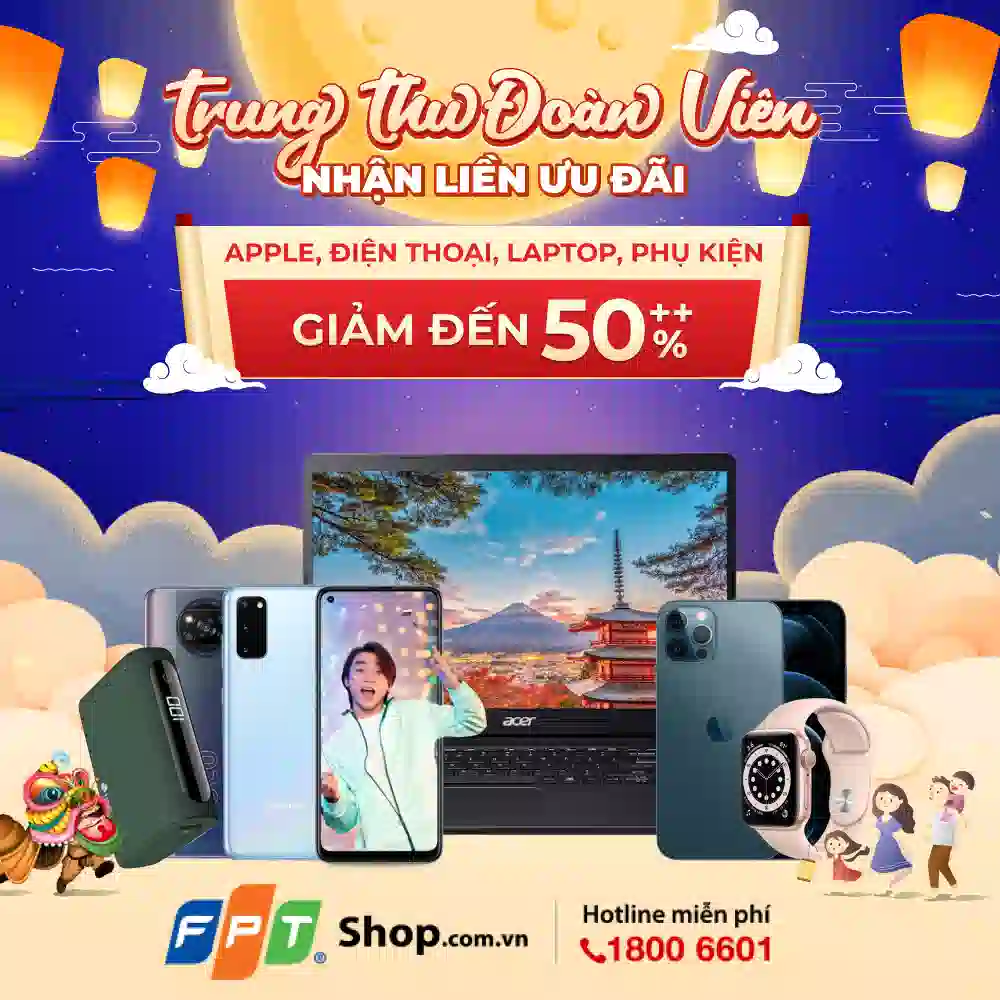 Trung Thu Đoàn Viên
NHẬN LIỀN ƯU ĐÃI
APPLE, ĐIỆN THOẠI, LAPTOP, PHỤ KIỆN
GIẢM ĐẾN 50%++
acer
100
FPT® Shop.com.vn
Hotline miễn phí
1800 6601